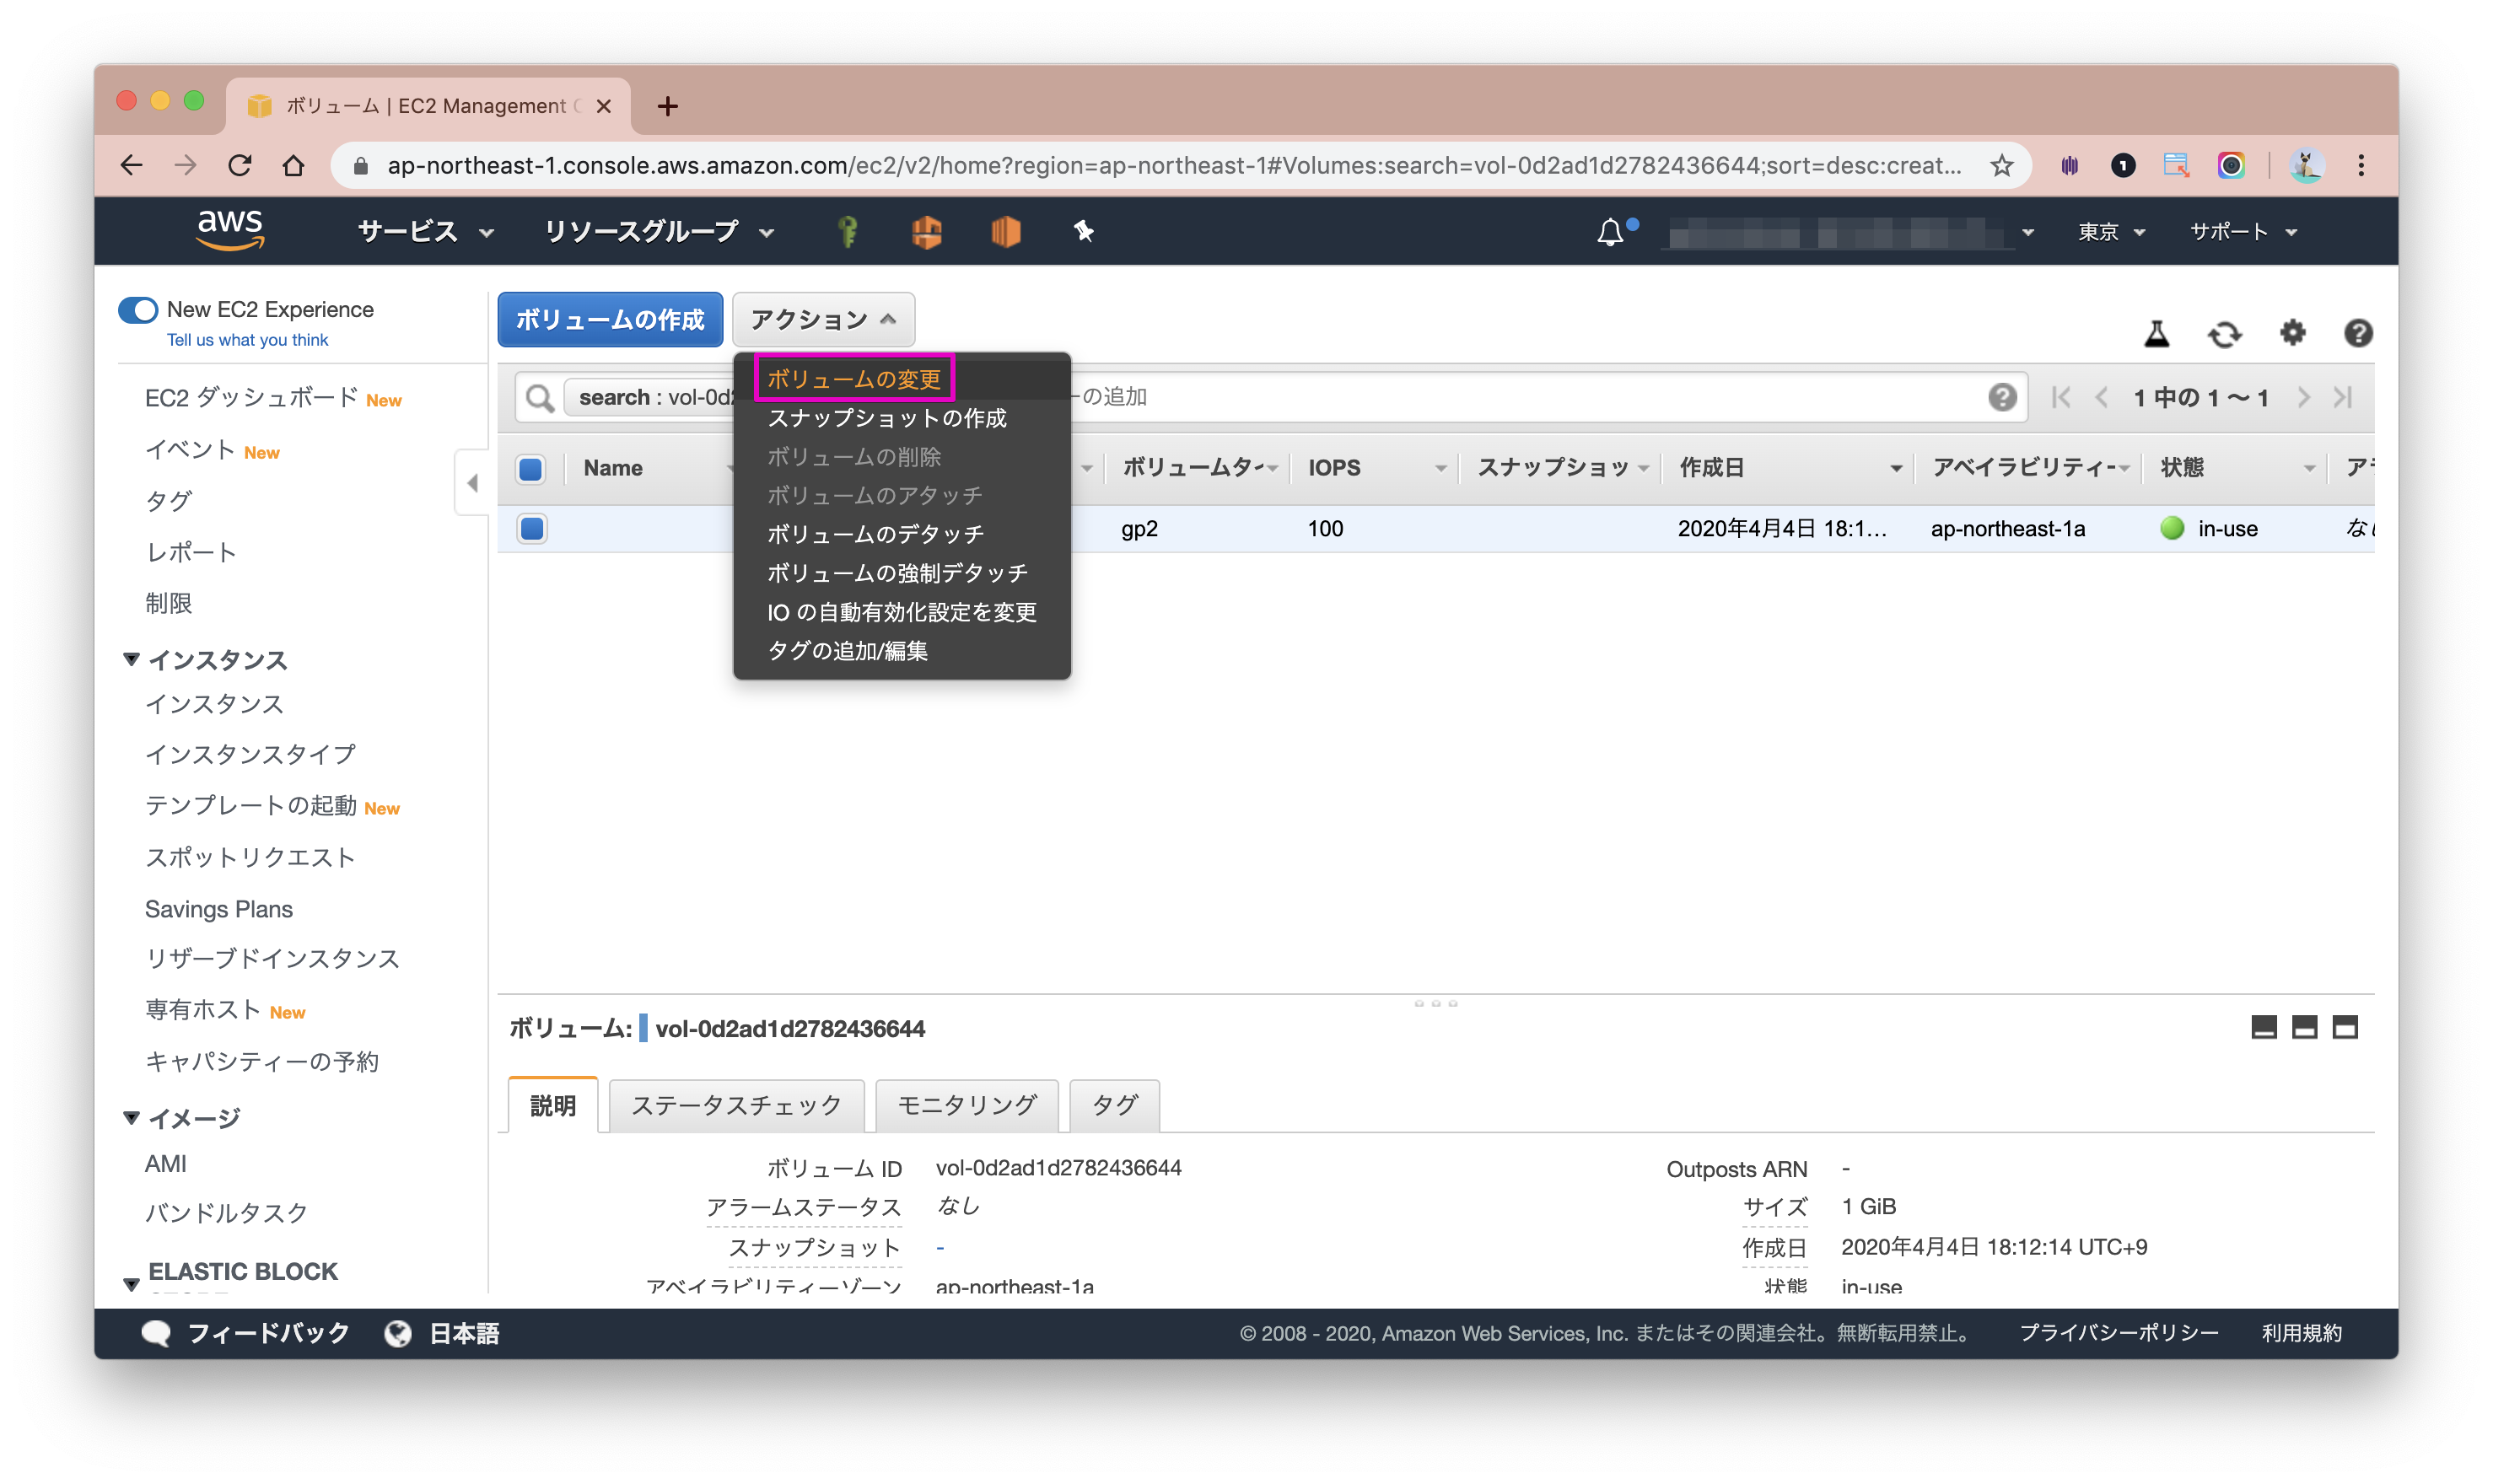 ボリューム | EC2 Management C
ap-northeast-1.console.aws.amazon.com/ec2/v2/home?region=ap-northeast-1#Volumes:search=vol-0d2ad1d2782436644;sort=desc:creat...
aws
サービス
リソースグループ
東京
サポート
New EC2 Experience
Tell us what you think
EC2 ダッシュボード New
イベント New
タグ
レポート
制限
インスタンス
インスタンス
インスタンスタイプ
テンプレートの起動 New
スポットリクエスト
Savings Plans
リザーブドインスタンス
専有ホスト New
キャパシティーの予約
イメージ
AMI
バンドルタスク
ELASTIC BLOCK
ボリュームの作成
アクション
ボリュームの変更
スナップショットの作成
ボリュームの削除
ボリュームのアタッチ
ボリュームのデタッチ
ボリュームの強制デタッチ
IO の自動有効化設定を変更
タグの追加/編集
search : vol-0d2
ーの追加
1 中の 1 ～ 1
Name
ボリュームタ
IOPS
スナップショッ
作成日
アベイラビリティー
状態
ア
gp2
100
2020年4月4日 18:1...
ap-northeast-1a
in-use
な
ボリューム: vol-0d2ad1d2782436644
説明
ステータスチェック
モニタリング
タグ
ボリューム ID vol-0d2ad1d2782436644
アラームステータス なし
スナップショット -
アベイラビリティーゾーン ap-northeast-1a
Outposts ARN -
サイズ 1 GiB
作成日 2020年4月4日 18:12:14 UTC+9
状態 in-use
フィードバック
日本語
© 2008 - 2020, Amazon Web Services, Inc. またはその関連会社。無断転用禁止。
プライバシーポリシー
利用規約